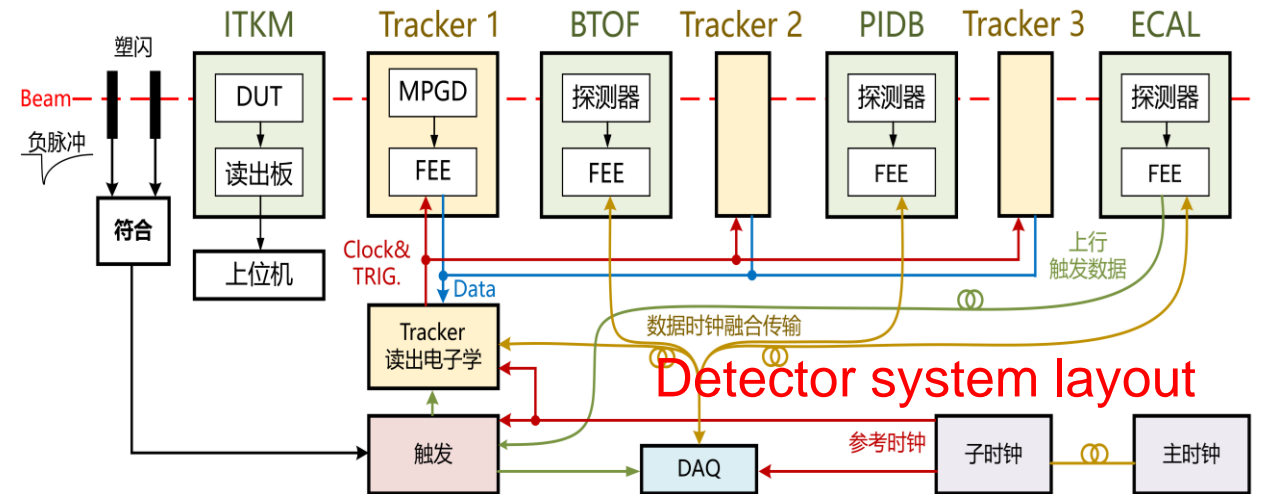 ITKM
Tracker 1
BTOF
Tracker 2
PIDB
Tracker 3
ECAL
塑闪
Beam
负脉冲
DUT
MPGD
探测器
探测器
探测器
读出板
FEE
FEE
FEE
FEE
符合
上位机
Clock&
TRIG.
Data
上行
触发数据
Tracker
读出电子学
数据时钟融合传输
Detector system layout
触发
DAQ
参考时钟
子时钟
主时钟